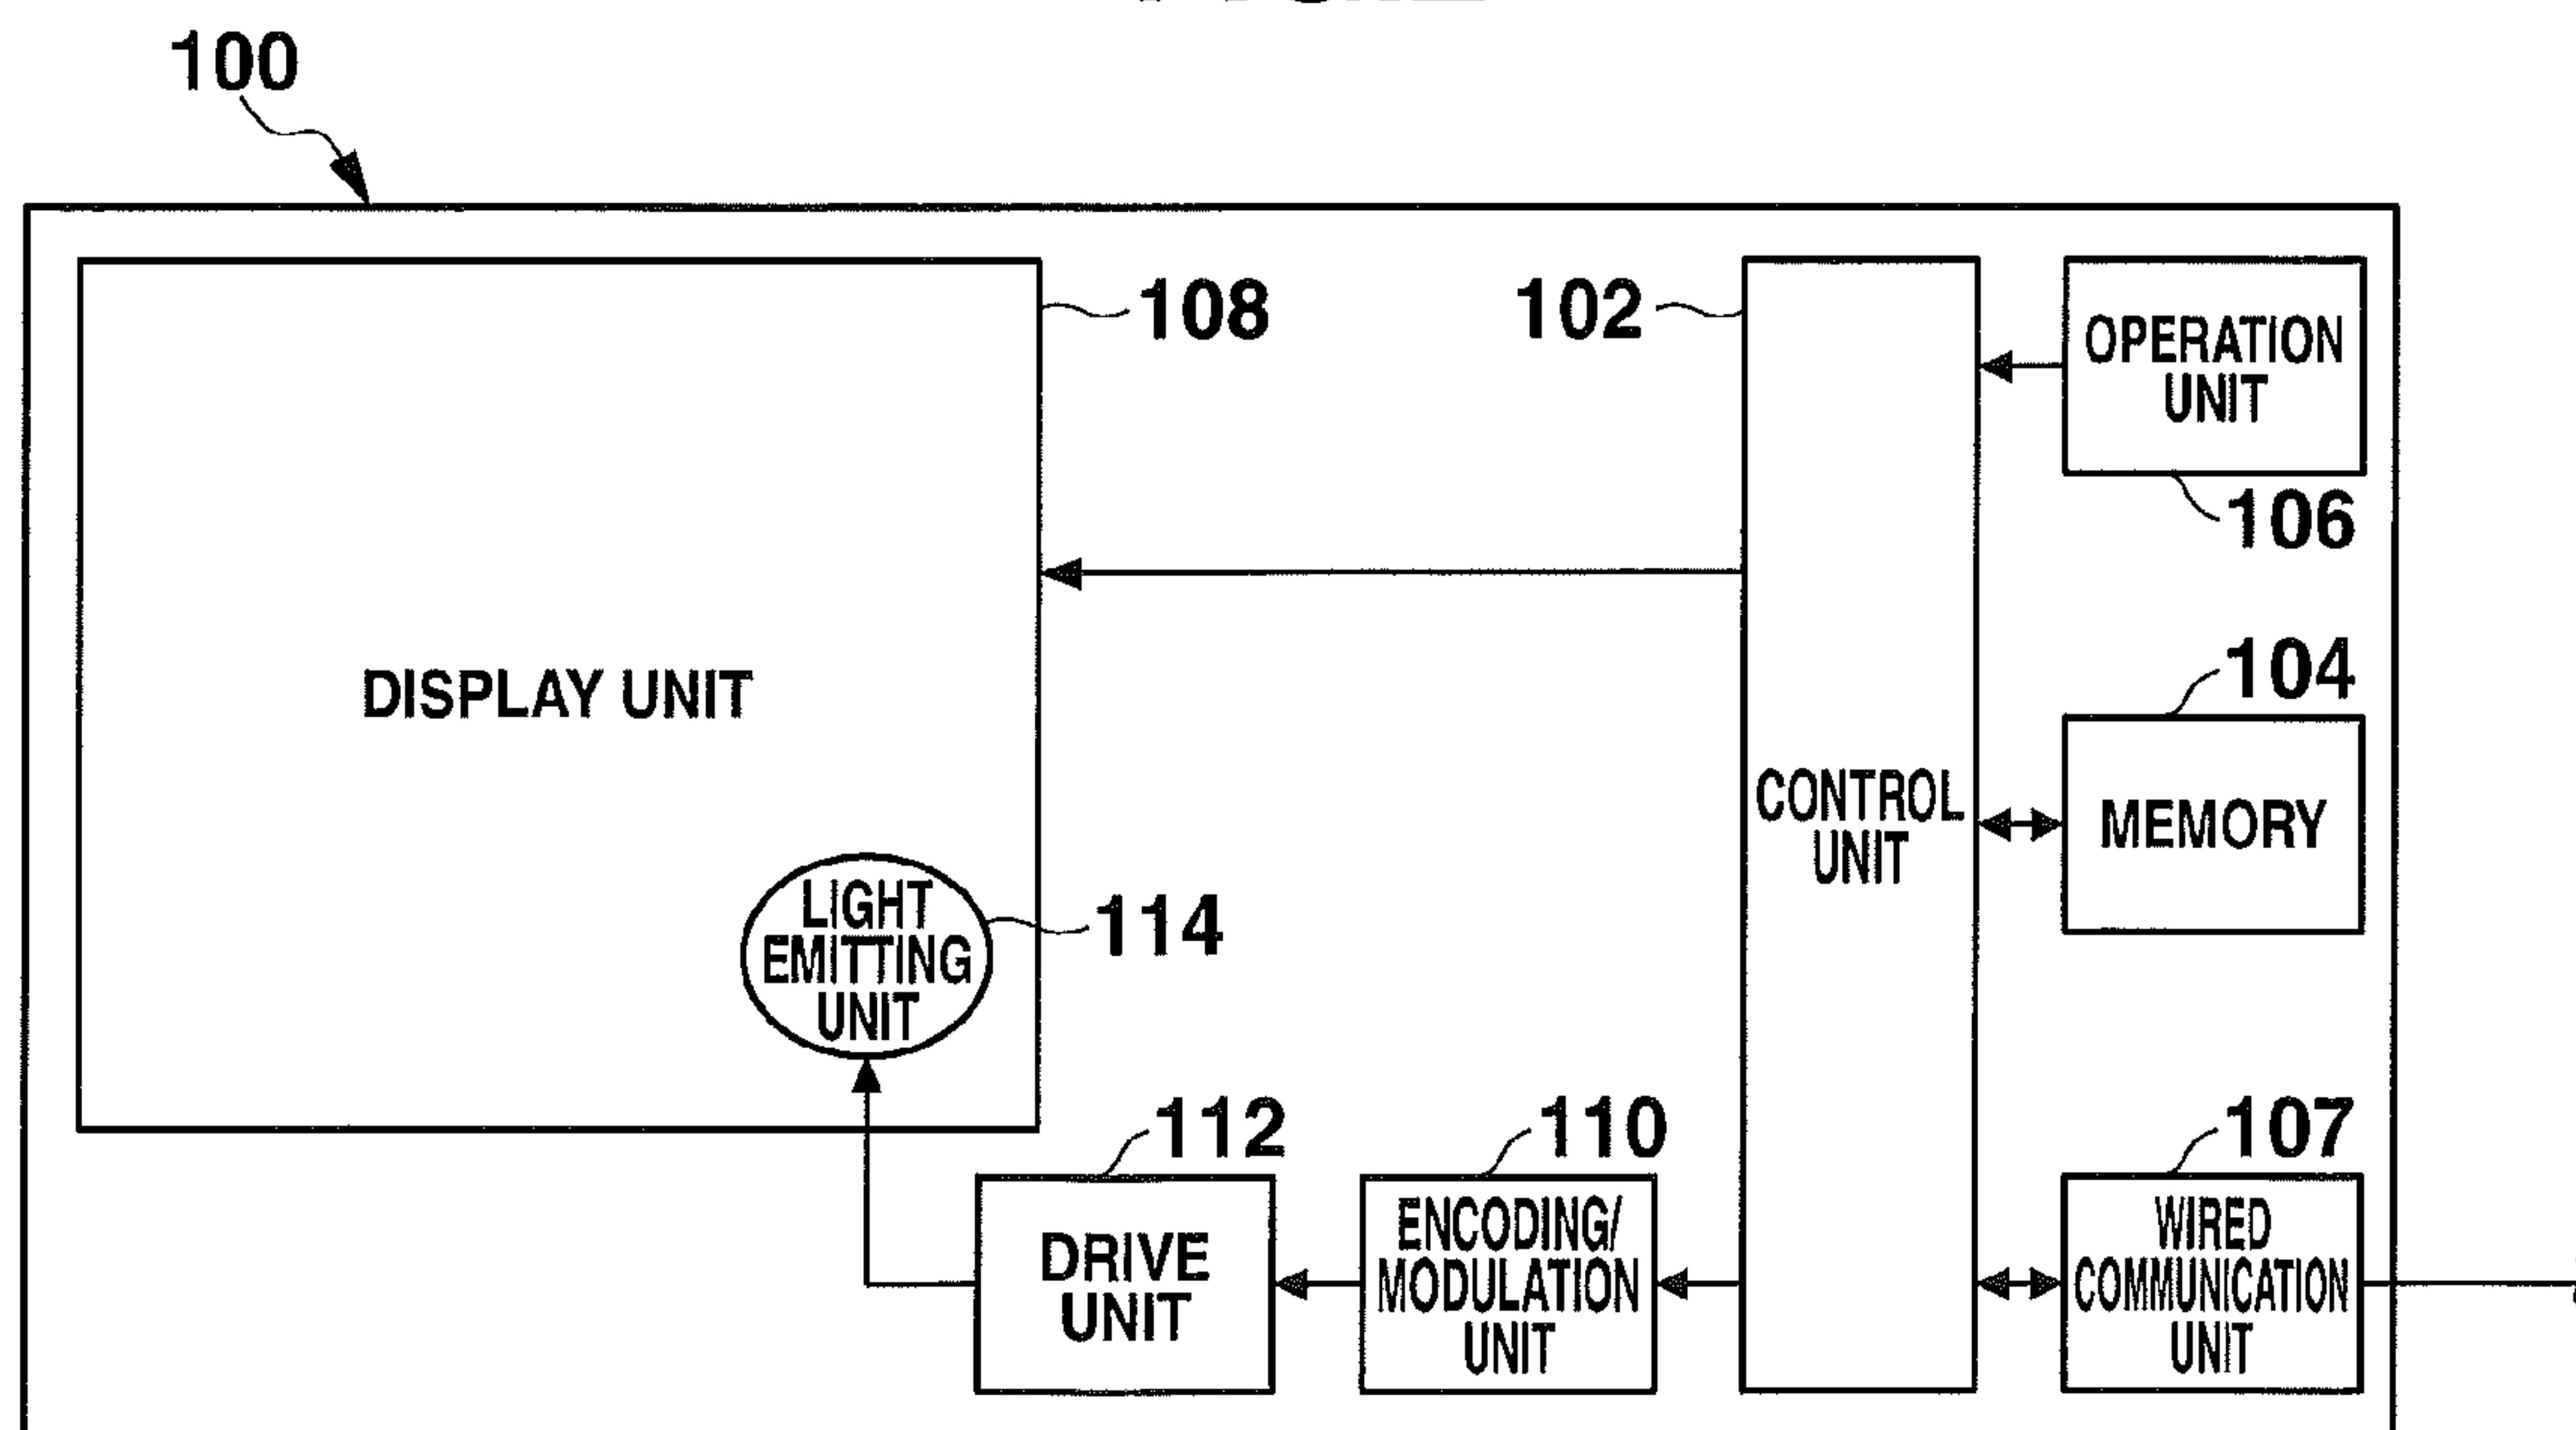 100
108
102
OPERATION
UNIT
106
DISPLAY UNIT
104
CONTROL
UNIT
MEMORY
LIGHT
EMITTING
UNIT
114
112
110
107
DRIVE
UNIT
ENCODING/
MODULATION
UNIT
WIRED
COMMUNICATION
UNIT